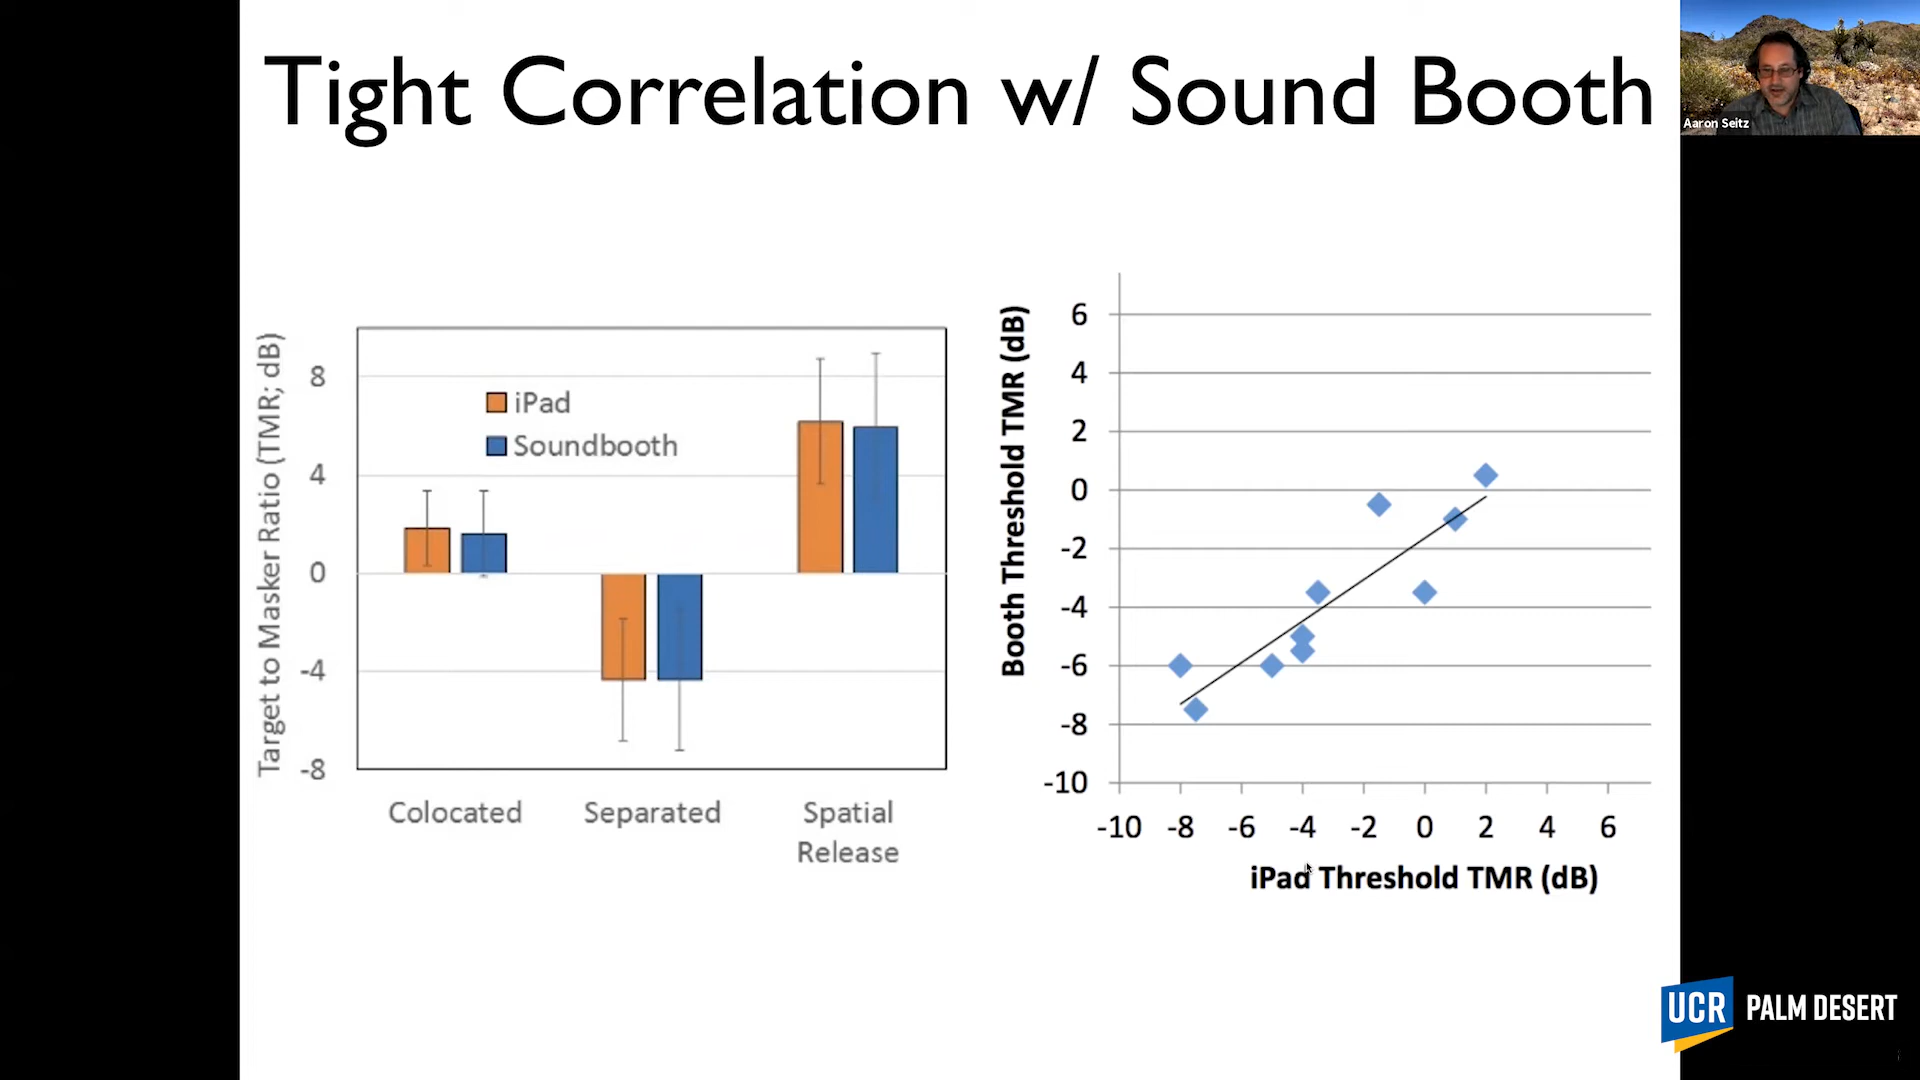 Tight Correlation w/ Sound Booth
Aaron Seitz
Target to Masker Ratio (TMR; dB)
8
4
0
-4
-8
iPad
Soundbooth
Colocated
Separated
Spatial
Release
Booth Threshold TMR (dB)
6
4
2
0
-2
-4
-6
-8
-10
-10 -8 -6 -4 -2 0 2 4 6
iPad Threshold TMR (dB)
UCR PALM DESERT